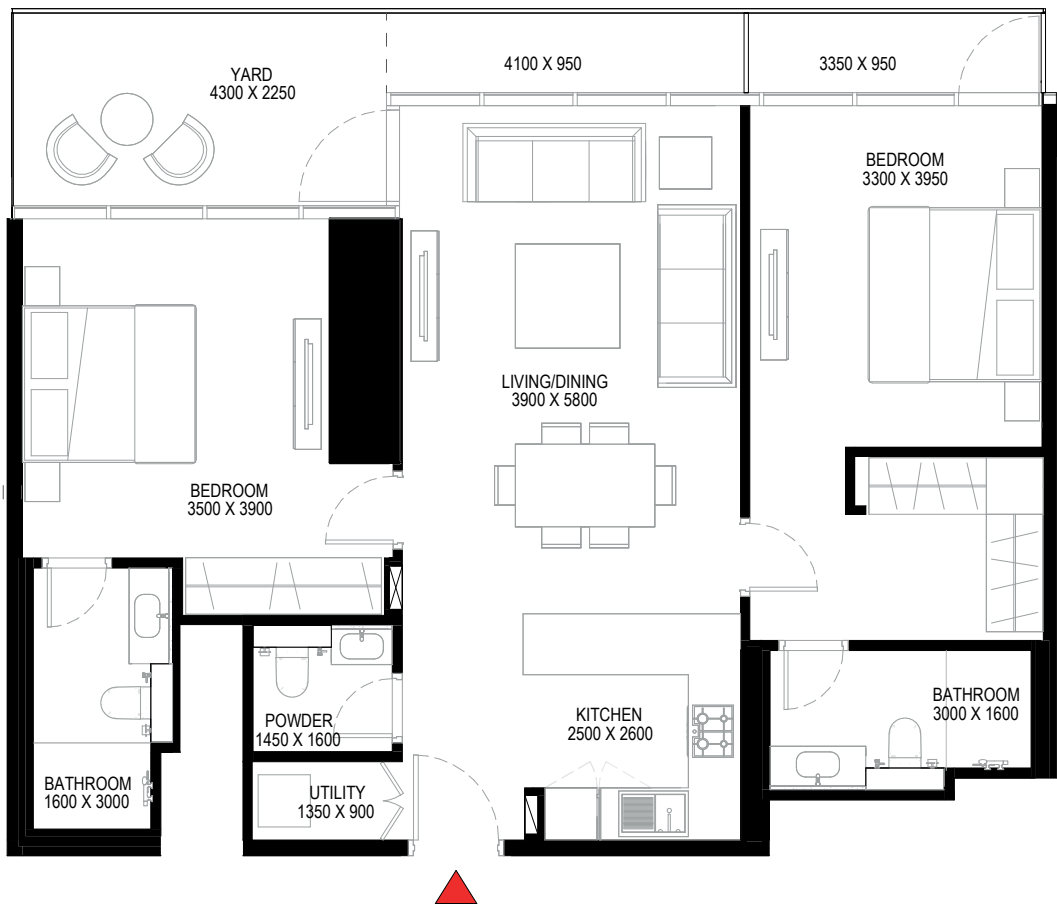 YARD
4300 X 2250
4100 X 950
3350 X 950
BEDROOM
3300 X 3950
LIVING/DINING
3900 X 5800
BEDROOM
3500 X 3900
POWDER
1450 X 1600
KITCHEN
2500 X 2600
BATHROOM
3000 X 1600
BATHROOM
1600 X 3000
UTILITY
1350 X 900